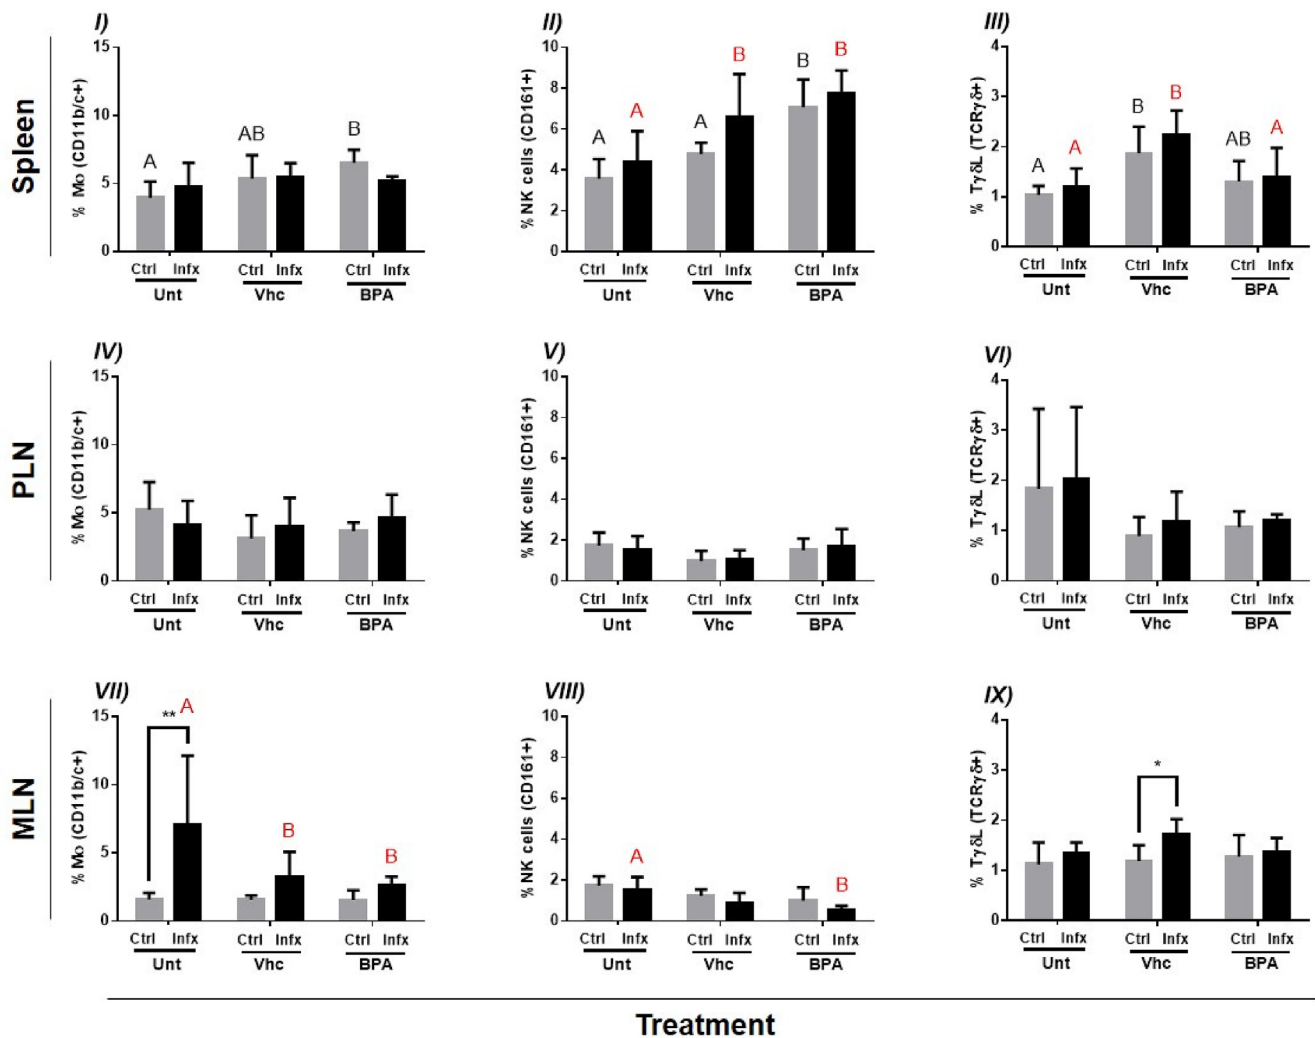 I)
II)
III)
Spleen
% Mo (CD11b/c+)
15
10
5
0
A
AB
B
Ctrl Infx Ctrl Infx Ctrl Infx
Unt Vhc BPA
% NK cells (CD161+)
10
8
6
4
2
0
A
A
A
B
B
B
Ctrl Infx Ctrl Infx Ctrl Infx
Unt Vhc BPA
% TγδL (TCRγδ+)
4
3
2
1
0
A
A
B
B
AB
A
Ctrl Infx Ctrl Infx Ctrl Infx
Unt Vhc BPA
IV)
V)
VI)
PLN
% Mo (CD11b/c+)
15
10
5
0
Ctrl Infx Ctrl Infx Ctrl Infx
Unt Vhc BPA
% NK cells (CD161+)
10
8
6
4
2
0
Ctrl Infx Ctrl Infx Ctrl Infx
Unt Vhc BPA
% TγδL (TCRγδ+)
4
3
2
1
0
Ctrl Infx Ctrl Infx Ctrl Infx
Unt Vhc BPA
VII)
VIII)
IX)
MLN
% Mo (CD11b/c+)
15
10
5
0
**
A
B
B
Ctrl Infx Ctrl Infx Ctrl Infx
Unt Vhc BPA
% NK cells (CD161+)
10
8
6
4
2
0
A
B
Ctrl Infx Ctrl Infx Ctrl Infx
Unt Vhc BPA
% TγδL (TCRγδ+)
4
3
2
1
0
*
Ctrl Infx Ctrl Infx Ctrl Infx
Unt Vhc BPA
Treatment